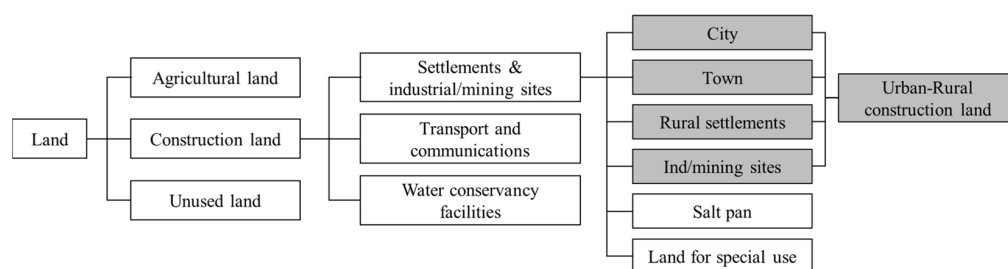 Land
Agricultural land
Construction land
Unused land
Settlements &
industrial/mining sites
Transport and
communications
Water conservancy
facilities
City
Town
Rural settlements
Ind/mining sites
Salt pan
Land for special use
Urban-Rural
construction land